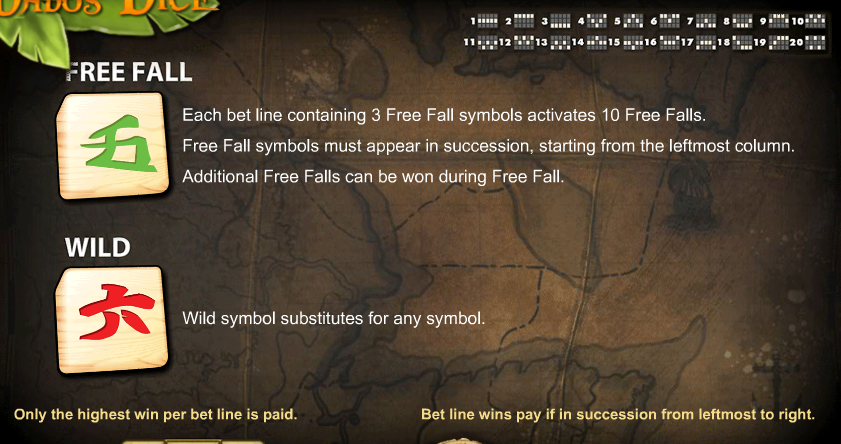 DADOS DICE
1 2 3 4 5 6 7 8 9 10
11 12 13 14 15 16 17 18 19 20
FREE FALL
五
Each bet line containing 3 Free Fall symbols activates 10 Free Falls.
Free Fall symbols must appear in succession, starting from the leftmost column.
Additional Free Falls can be won during Free Fall.
WILD
六
Wild symbol substitutes for any symbol.
Only the highest win per bet line is paid.
Bet line wins pay if in succession from leftmost to right.